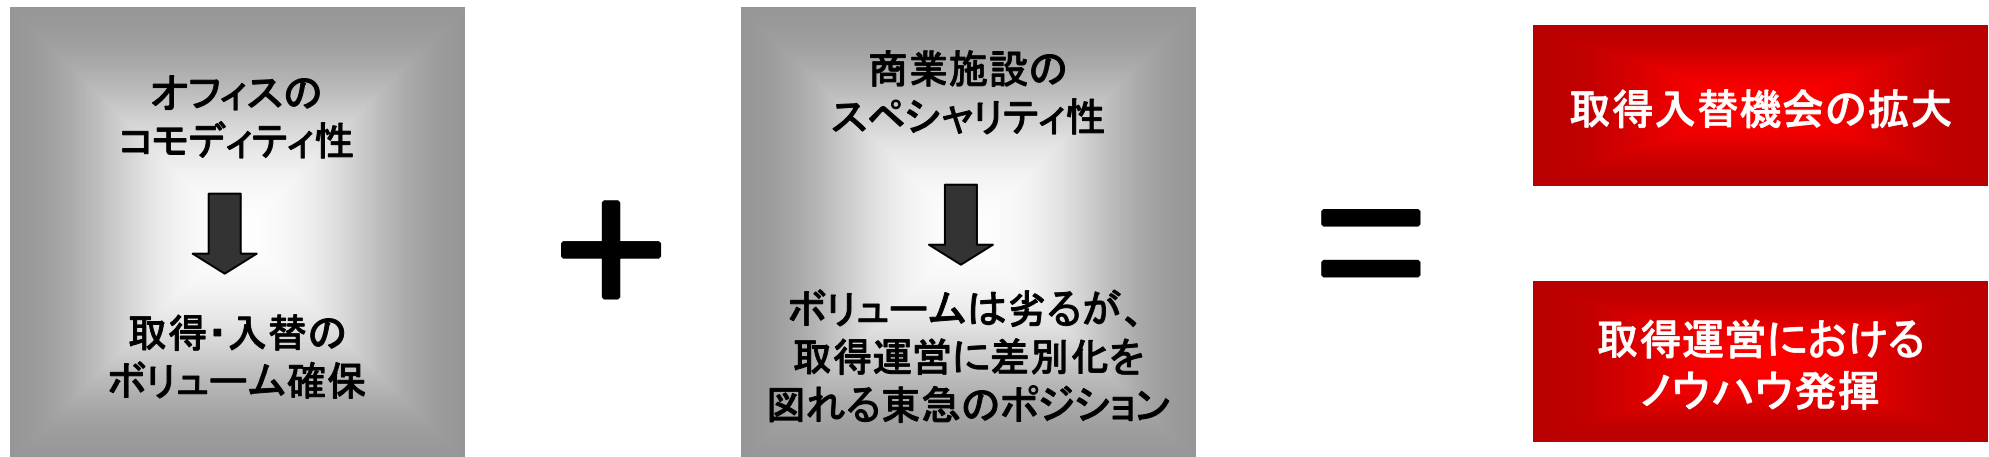 オフィスの
コモディティ性
取得・入替の
ボリューム確保
＋
商業施設の
スペシャリティ性
ボリュームは劣るが、
取得運営に差別化を
図れる東急のポジション
＝
取得入替機会の拡大
取得運営における
ノウハウ発揮